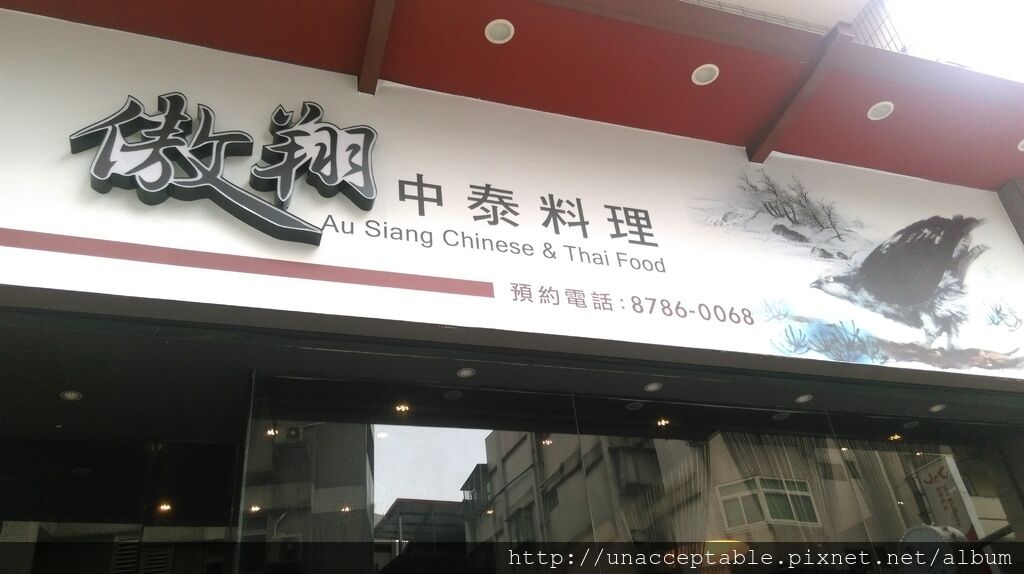 傲翔
中泰料理
Au Siang Chinese & Thai Food
預約電話:8786-0068
http://unacceptable.pixnet.net/album